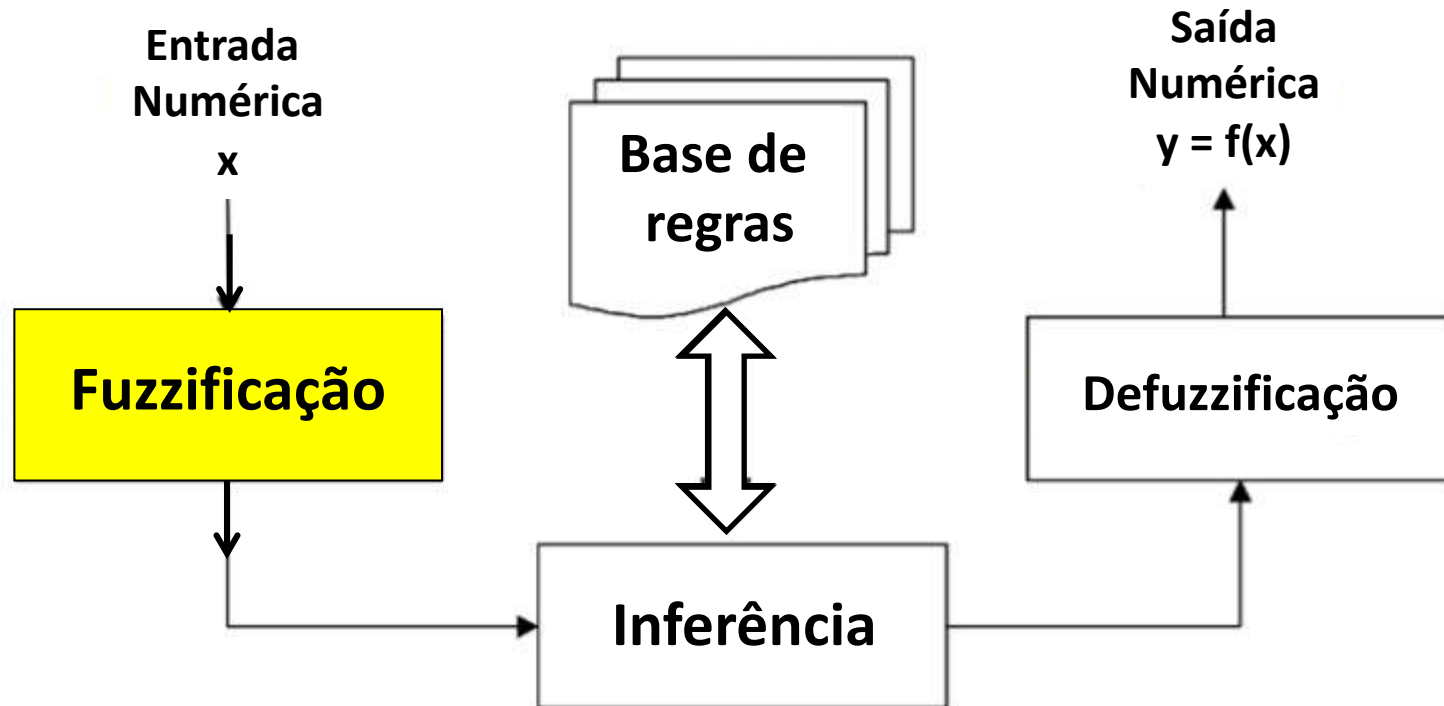 Entrada
Numérica
x
Base de
regras
Saída
Numérica
y = f(x)
Fuzzificação
Defuzzificação
Inferência